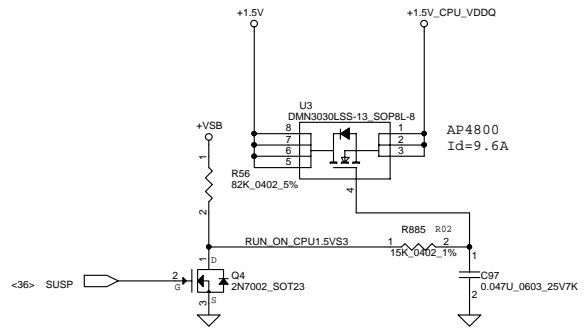 +1.5V
+1.5V_CPU_VDDQ
U3
DMN3030LSS-13_SOP8L-8
8
7
6
5
1
2
3
4
AP4800
Id=9.6A
+VSB
1
R56
82K_0402_5%
2
RUN_ON_CPU1.5VS3
1
R885
R02
2
15K_0402_1%
1
C97
0.047U_0603_25V7K
2
<36>
SUSP
2
G
1
D
Q4
2N7002_SOT23
3
S